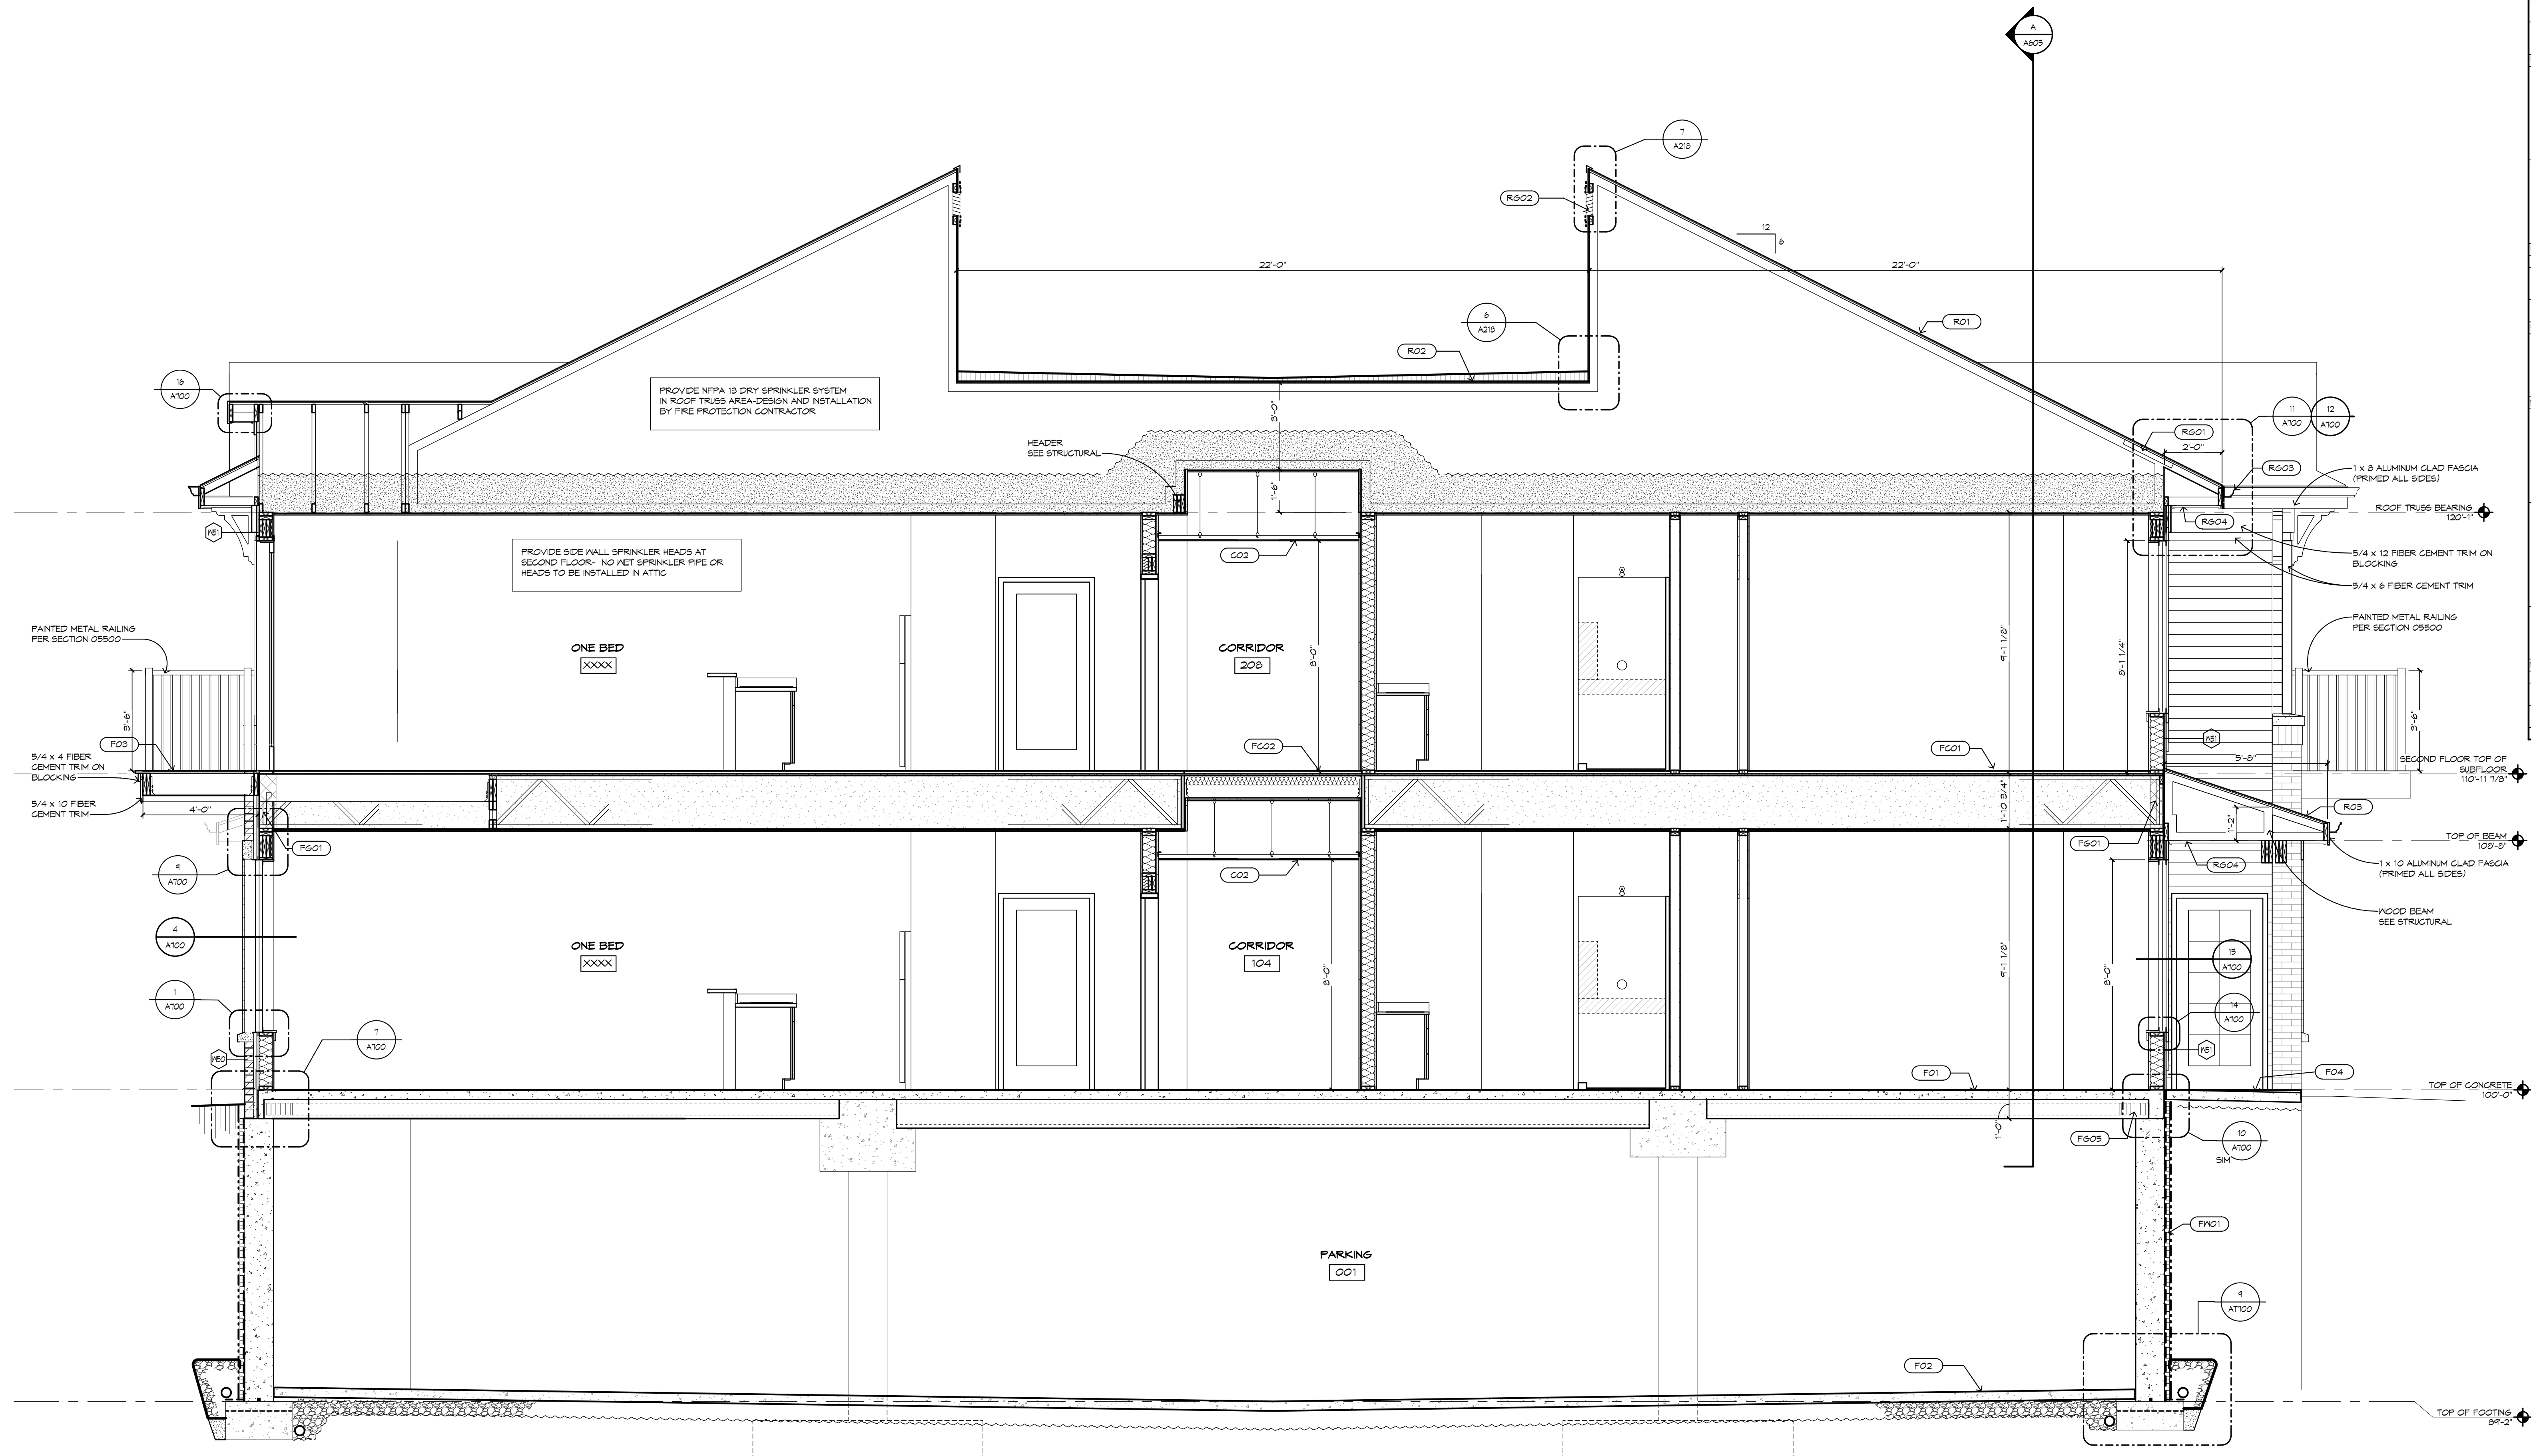 A
A605
7
A218
RG02
12
6
22'-0"
22'-0"
6
A218
R01
R02
16
A700
PROVIDE NFPA 13 DRY SPRINKLER SYSTEM
IN ROOF TRUSS AREA-DESIGN AND INSTALLATION
BY FIRE PROTECTION CONTRACTOR
3'-0"
11
A700
12
A700
RG01
2'-0"
HEADER
SEE STRUCTURAL
RG03
1 x 8 ALUMINUM CLAD FASCIA
(PRIMED ALL SIDES)
1'-6"
ROOF TRUSS BEARING
120'-1"
RG04
W51
PROVIDE SIDE WALL SPRINKLER HEADS AT
SECOND FLOOR- NO WET SPRINKLER PIPE OR
HEADS TO BE INSTALLED IN ATTIC
C02
5/4 x 12 FIBER CEMENT TRIM ON
BLOCKING
5/4 x 6 FIBER CEMENT TRIM
PAINTED METAL RAILING
PER SECTION 05500
PAINTED METAL RAILING
PER SECTION 05500
ONE BED
XXXX
CORRIDOR
208
8'-0"
9'-1 1/8"
8'-1 1/4"
3'-6"
3'-6"
F03
FC02
FC01
W51
5'-8"
5/4 x 4 FIBER
CEMENT TRIM ON
BLOCKING
SECOND FLOOR TOP OF
SUBFLOOR
110'-11 7/8"
5/4 x 10 FIBER
CEMENT TRIM
4'-0"
1'-10 3/4"
R03
1'-2"
FG01
FG01
TOP OF BEAM
108'-8"
9
A700
C02
RG04
1 x 10 ALUMINUM CLAD FASCIA
(PRIMED ALL SIDES)
WOOD BEAM
SEE STRUCTURAL
4
A700
ONE BED
XXXX
CORRIDOR
104
8'-0"
9'-1 1/8"
8'-0"
15
A700
1
A700
14
A700
7
A700
W50
W51
F01
F04
TOP OF CONCRETE
100'-0"
1'-0"
FG05
10
A700
SIM
FW01
PARKING
001
9
AT700
F02
TOP OF FOOTING
89'-2"